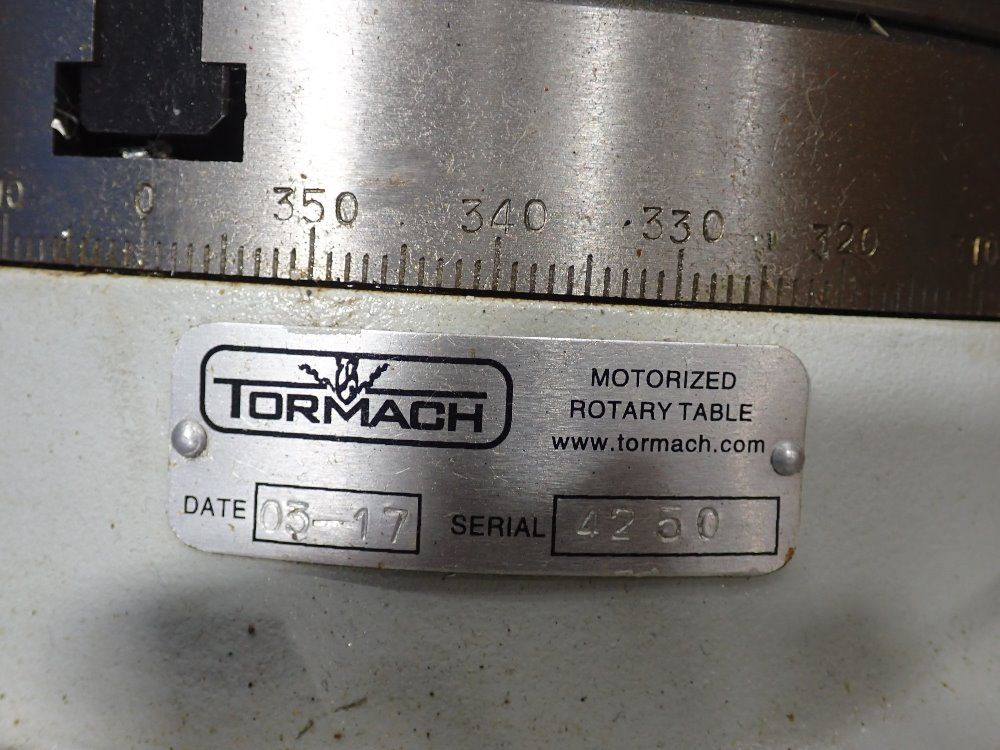 0 350 340 330 320
TORMACH
MOTORIZED
ROTARY TABLE
www.tormach.com
DATE 03-17 SERIAL 4250